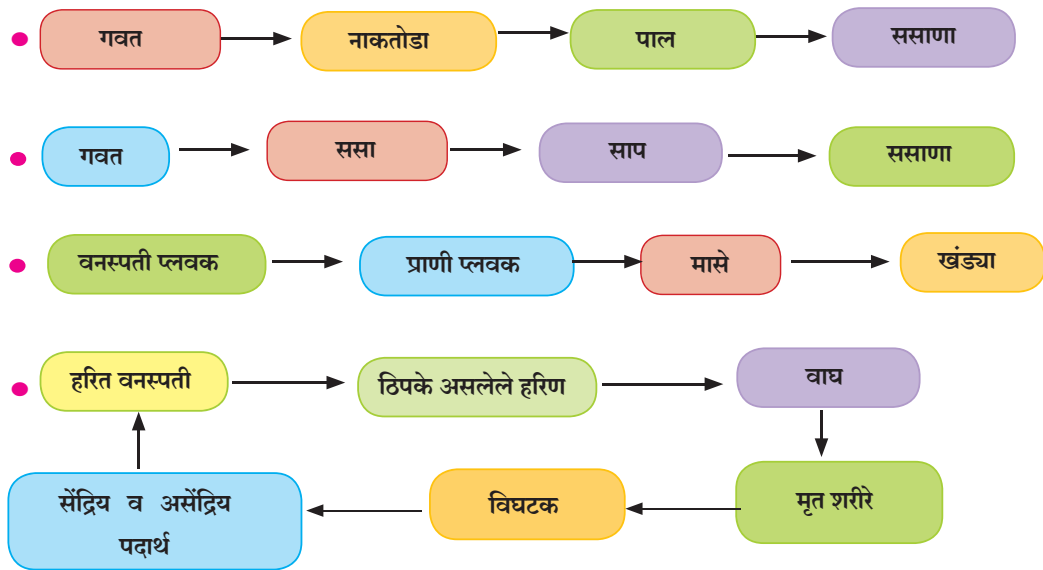 गवत
नाकतोडा
पाल
ससाणा
गवत
ससा
साप
ससाणा
वनस्पती प्लवक
प्राणी प्लवक
मासे
खंड्या
हरित वनस्पती
ठिपके असलेले हरिण
वाघ
सेंद्रिय व असेंद्रिय
पदार्थ
विघटक
मृत शरीरे